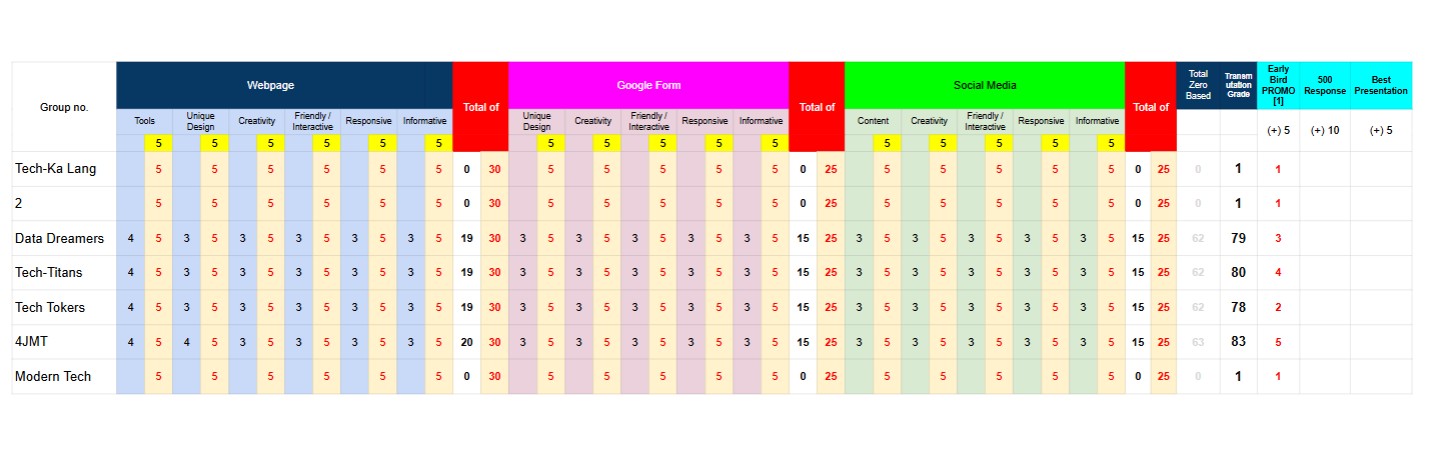 Group no. Webpage Total of Google Form Total of Social Media Total of Total Zero Based Transm utation Grade Early Bird PROMO [1] 500 Response Best Presentation
Tools Unique Design Creativity Friendly / Interactive Responsive Informative Unique Design Creativity Friendly / Interactive Responsive Informative Content Creativity Friendly / Interactive Responsive Informative (+) 5 (+) 10 (+) 5
5 5 5 5 5 5 5 5 5 5 5 5 5 5 5 5
Tech-Ka Lang 5 5 5 5 5 5 0 30 5 5 5 5 5 0 25 5 5 5 5 5 0 25 0 1 1
2 5 5 5 5 5 5 0 30 5 5 5 5 5 0 25 5 5 5 5 5 0 25 0 1 1
Data Dreamers 4 5 3 5 3 5 3 5 3 5 3 5 19 30 3 5 3 5 3 5 3 5 3 5 15 25 3 5 3 5 3 5 3 5 3 5 15 25 62 79 3
Tech-Titans 4 5 3 5 3 5 3 5 3 5 3 5 19 30 3 5 3 5 3 5 3 5 3 5 15 25 3 5 3 5 3 5 3 5 3 5 15 25 62 80 4
Tech Tokers 4 5 3 5 3 5 3 5 3 5 3 5 19 30 3 5 3 5 3 5 3 5 3 5 15 25 3 5 3 5 3 5 3 5 3 5 15 25 62 78 2
4JMT 4 5 4 5 3 5 3 5 3 5 3 5 20 30 3 5 3 5 3 5 3 5 3 5 15 25 3 5 3 5 3 5 3 5 3 5 15 25 63 83 5
Modern Tech 5 5 5 5 5 5 0 30 5 5 5 5 5 0 25 5 5 5 5 5 0 25 0 1 1